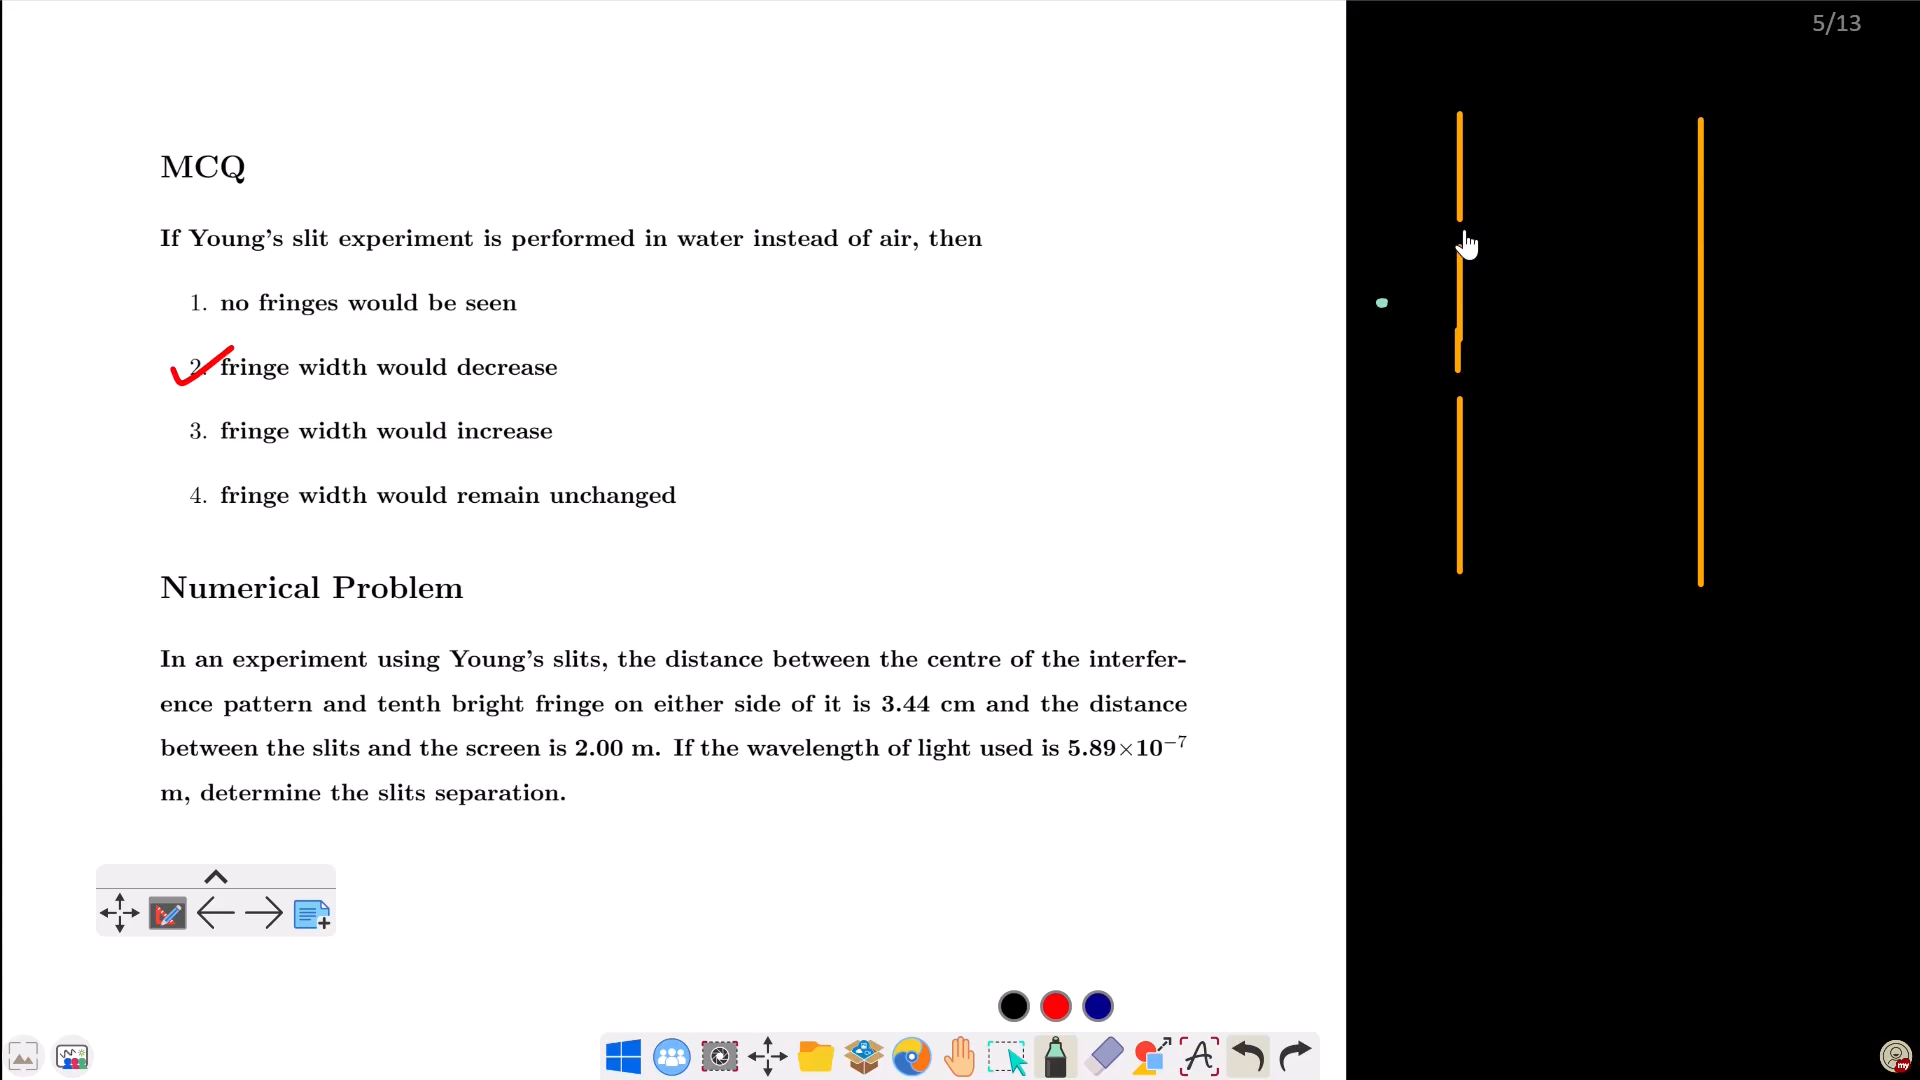 5/13
MCQ
If Young's slit experiment is performed in water instead of air, then
1. no fringes would be seen
2. fringe width would decrease
3. fringe width would increase
4. fringe width would remain unchanged
Numerical Problem
In an experiment using Young's slits, the distance between the centre of the interfer-
ence pattern and tenth bright fringe on either side of it is 3.44 cm and the distance
between the slits and the screen is 2.00 m. If the wavelength of light used is 5.89×10⁻⁷
m, determine the slits separation.
my